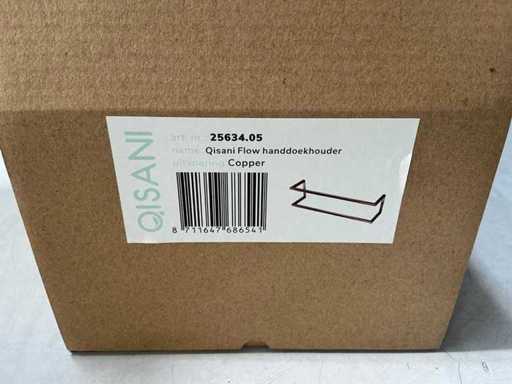 QISANI
art. nr. 25634.05
name Qisani Flow handdoekhouder
uitvoering Copper
8 711647 686541